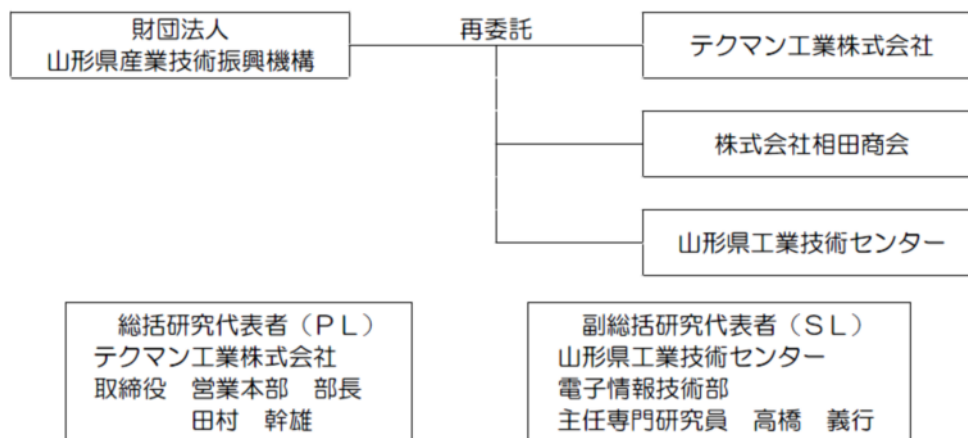 財団法人
山形県産業技術振興機構
再委託
テクマン工業株式会社
株式会社相田商会
山形県工業技術センター
総括研究代表者（ＰＬ）
テクマン工業株式会社
取締役　営業本部　部長
田村　幹雄
副総括研究代表者（ＳＬ）
山形県工業技術センター
電子情報技術部
主任専門研究員　高橋　義行